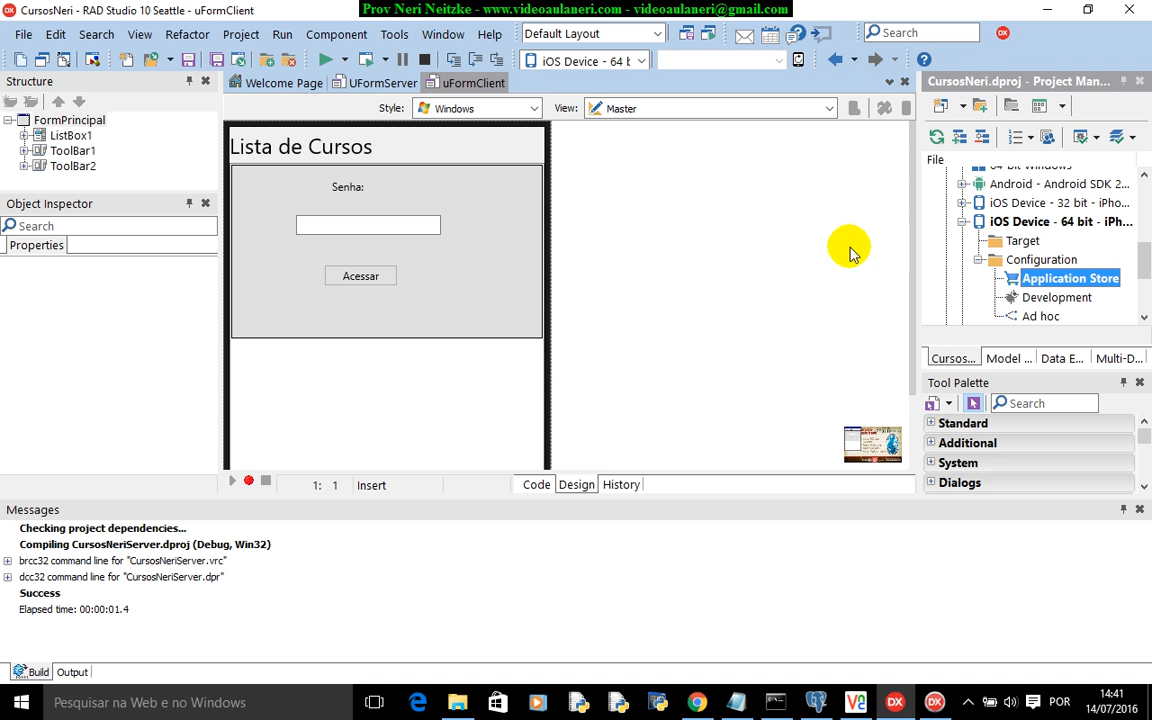 CursosNeri - RAD Studio 10 Seattle - uFormClient
Prov Neri Neitzke - www.videoaulaneri.com - videoaulaneri@gmail.com
File Edit Search View Refactor Project Run Component Tools Window Help
Default Layout
Search
iOS Device - 64 b
Structure
Welcome Page
UFormServer
uFormClient
CursosNeri.dproj - Project Man...
Style:
Windows
View:
Master
FormPrincipal
ListBox1
ToolBar1
ToolBar2
Object Inspector
Search
Properties
Lista de Cursos
Senha:
Acessar
File
64-bit Windows
Android - Android SDK 2...
iOS Device - 32 bit - iPho...
iOS Device - 64 bit - iPh...
Target
Configuration
Application Store
Development
Ad hoc
Cursos...
Model ...
Data E...
Multi-D...
Tool Palette
Search
Standard
Additional
System
Dialogs
1: 1
Insert
Code
Design
History
Messages
Checking project dependencies...
Compiling CursosNeriServer.dproj (Debug, Win32)
brcc32 command line for "CursosNeriServer.vrc"
dcc32 command line for "CursosNeriServer.dpr"
Success
Elapsed time: 00:00:01.4
Build
Output
Pesquisar na Web e no Windows
POR
14:41
14/07/2016